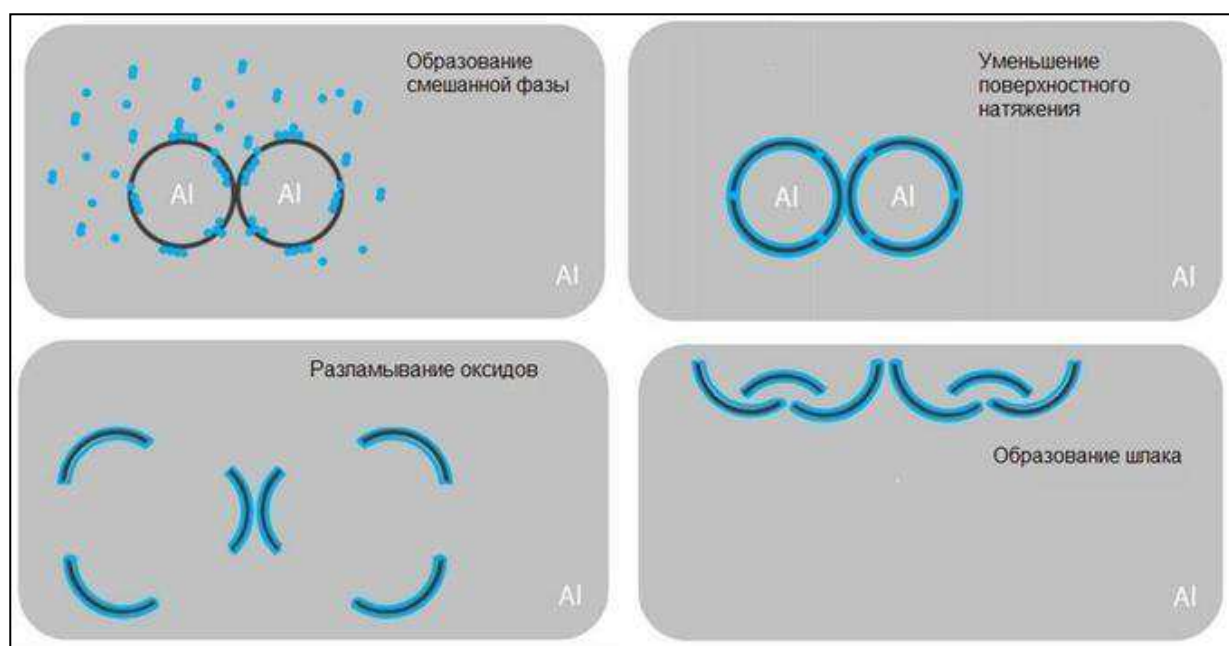 Образование
смешанной фазы
Al
Al
Al
Уменьшение
поверхностного
натяжения
Al
Al
Al
Разламывание оксидов
Al
Образование шлака
Al